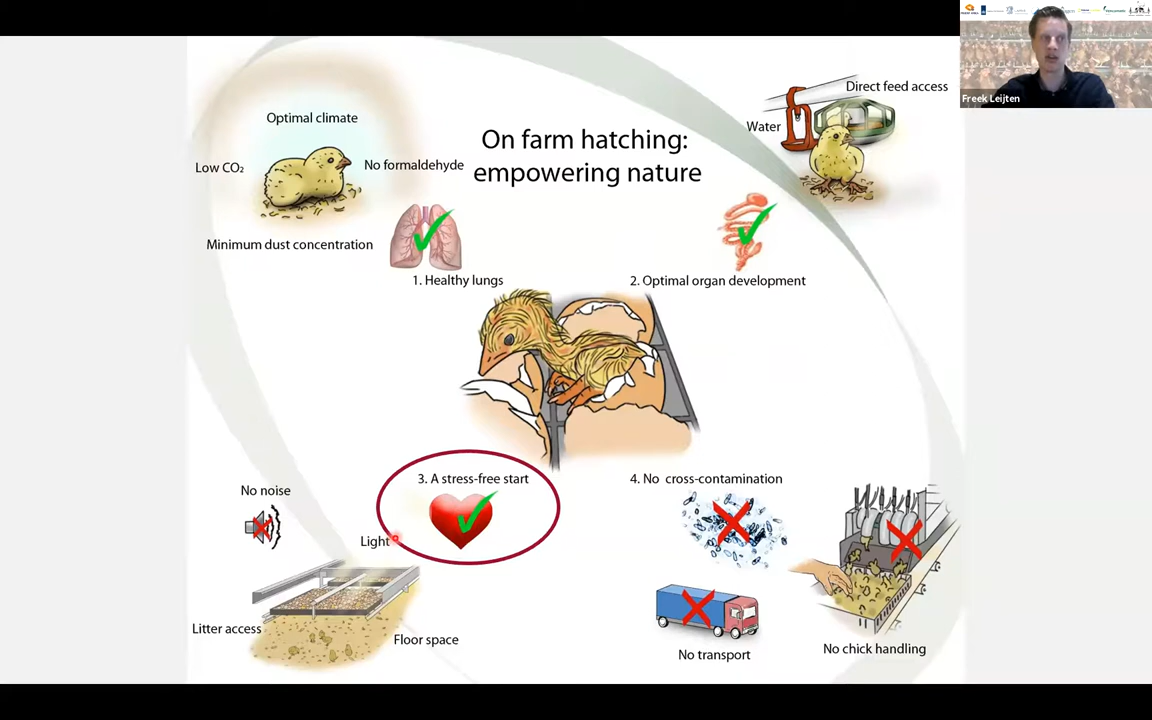 Optimal climate
Low CO₂
No formaldehyde
Minimum dust concentration
On farm hatching:
empowering nature
Direct feed access
Water
1. Healthy lungs
2. Optimal organ development
3. A stress-free start
4. No cross-contamination
No noise
Light
Litter access
Floor space
No transport
No chick handling
Freek Leijten